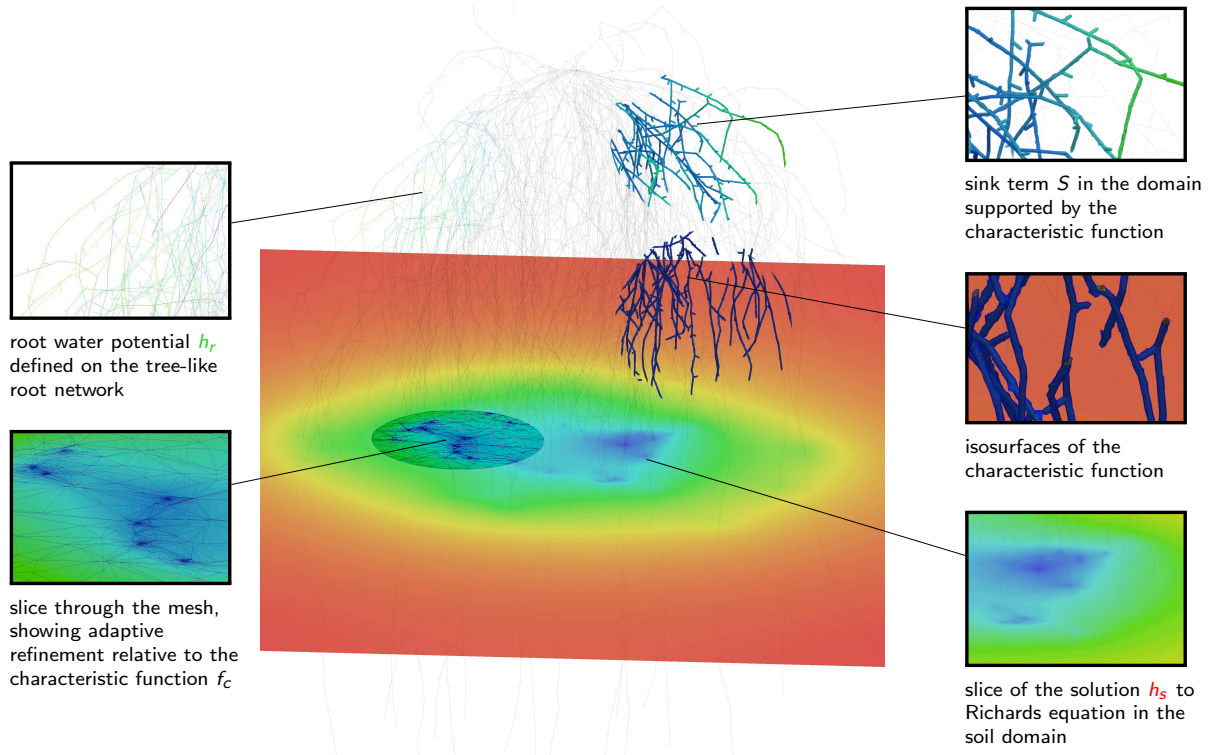 root water potential h_r
defined on the tree-like
root network
slice through the mesh,
showing adaptive
refinement relative to the
characteristic function f_c
sink term S in the domain
supported by the
characteristic function
isosurfaces of the
characteristic function
slice of the solution h_s to
Richards equation in the
soil domain